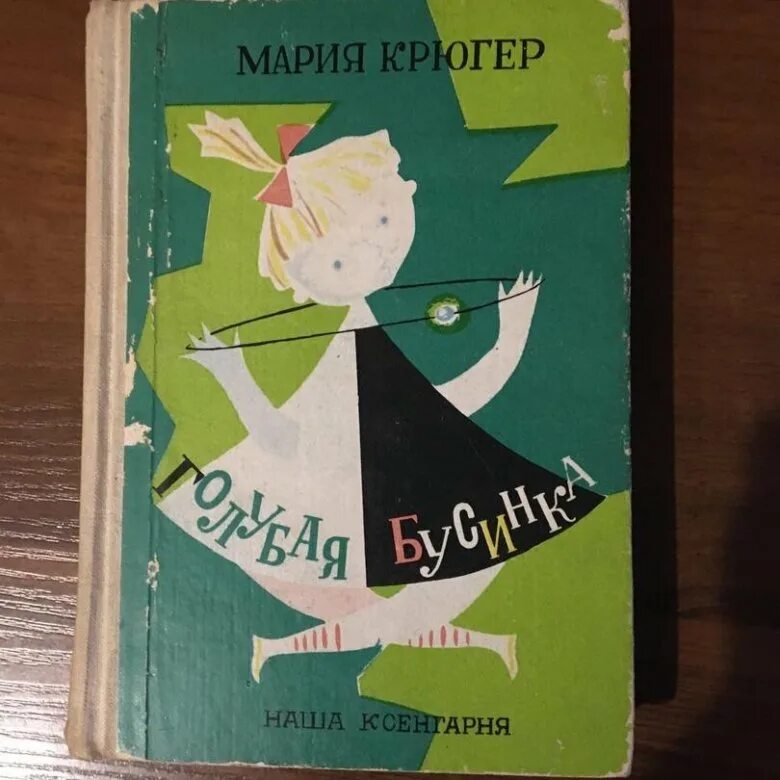 МАРИЯ КРЮГЕР
ГОЛУБАЯ БУСИНКА
НАША КСЕНГАРНЯ